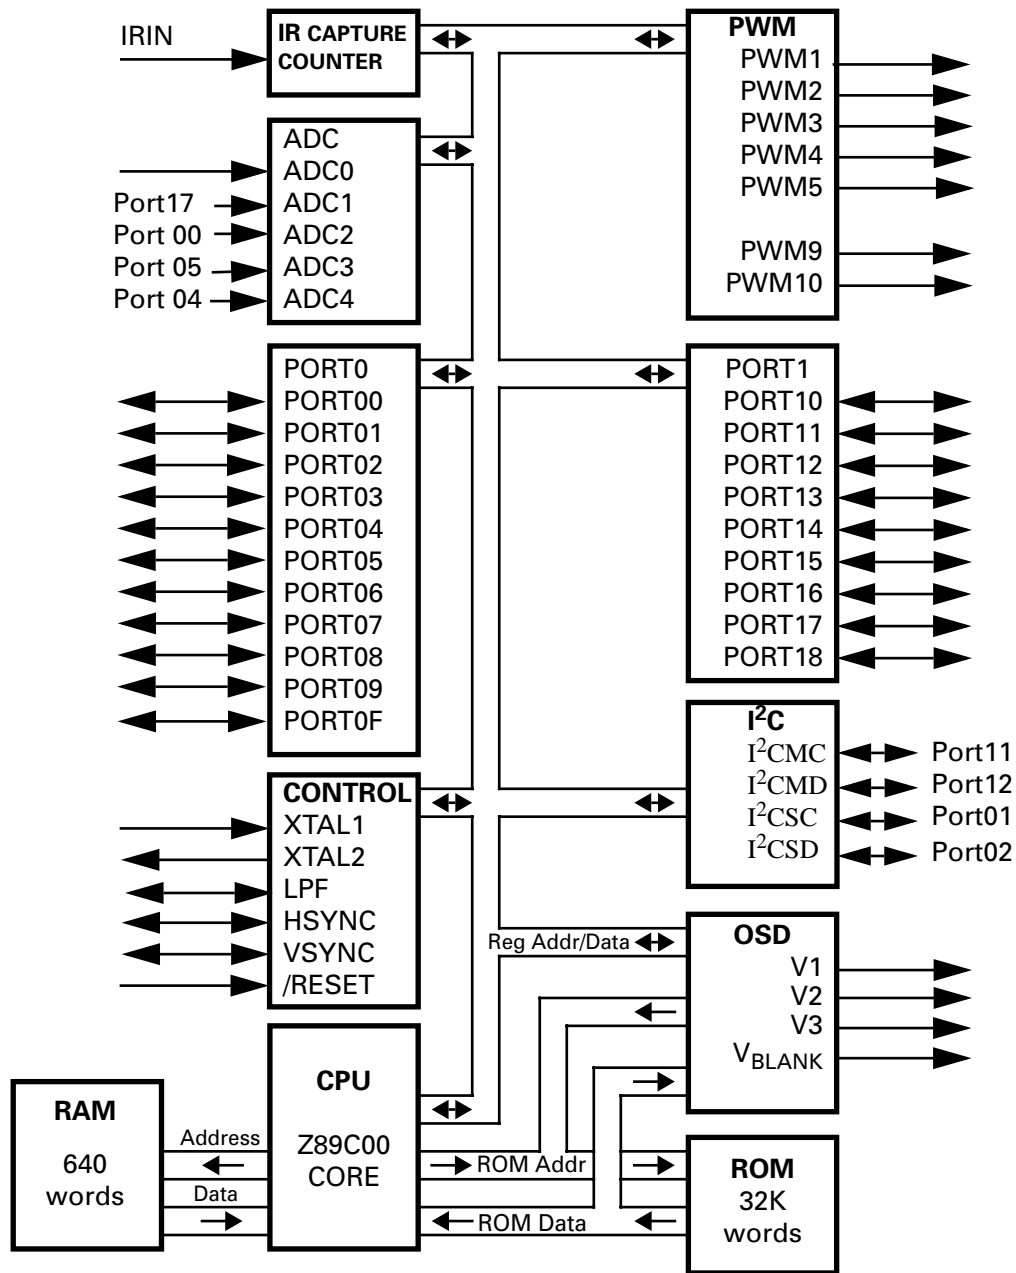 IRIN
IR CAPTURE
COUNTER
ADC
ADC0
Port17
ADC1
Port 00
ADC2
Port 05
ADC3
Port 04
ADC4
PORT0
PORT00
PORT01
PORT02
PORT03
PORT04
PORT05
PORT06
PORT07
PORT08
PORT09
PORT0F
CONTROL
XTAL1
XTAL2
LPF
HSYNC
VSYNC
/RESET
CPU
Z89C00
CORE
RAM
640
words
Address
Data
PWM
PWM1
PWM2
PWM3
PWM4
PWM5
PWM9
PWM10
PORT1
PORT10
PORT11
PORT12
PORT13
PORT14
PORT15
PORT16
PORT17
PORT18
I²C
I²CMC Port11
I²CMD Port12
I²CSC Port01
I²CSD Port02
Reg Addr/Data
OSD
V1
V2
V3
VBLANK
ROM Addr
ROM Data
ROM
32K
words